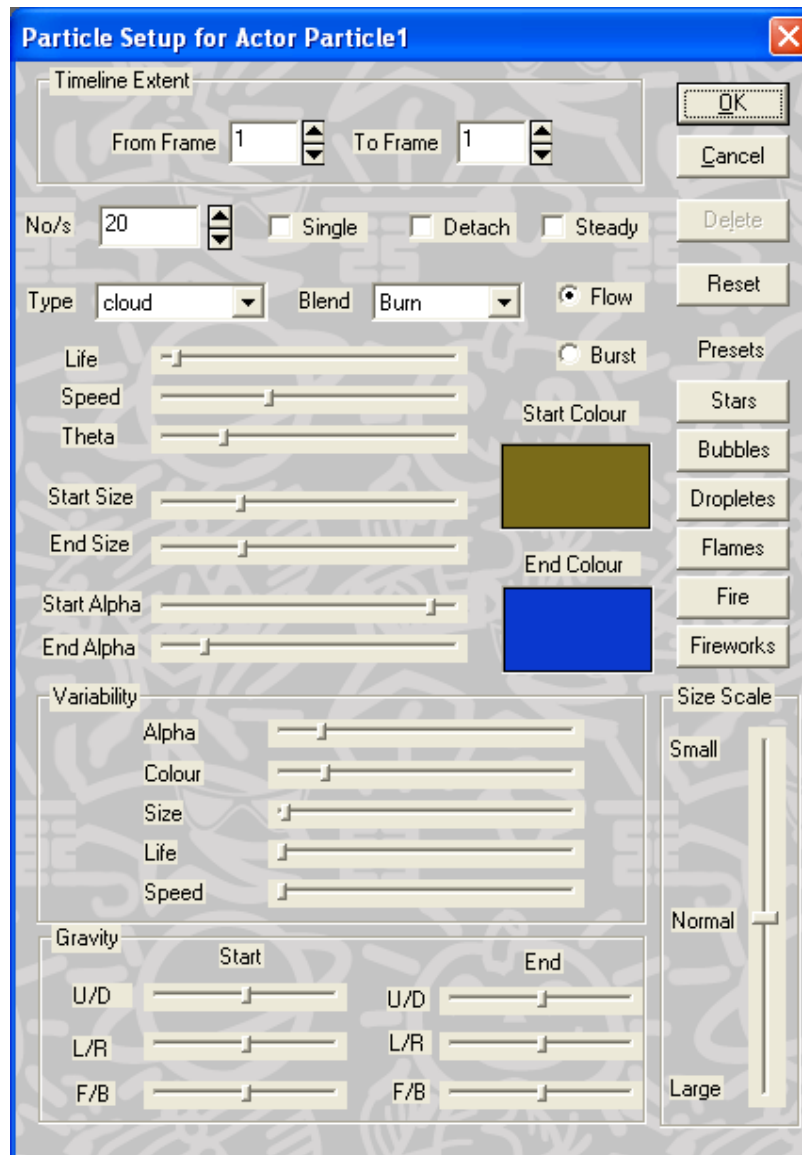 Particle Setup for Actor Particle1
Timeline Extent
From Frame 1 To Frame 1
OK
Cancel
No/s 20 Single Detach Steady
Delete
Type cloud Blend Burn Flow
Reset
Life Burst Presets
Speed
Start Colour Stars
Theta
Bubbles
Start Size Dropletes
End Size
End Colour Flames
Start Alpha Fire
End Alpha Fireworks
Variability Size Scale
Alpha
Small
Colour
Size
Life
Speed
Normal
Gravity
Start End
U/D U/D
L/R L/R
F/B F/B
Large